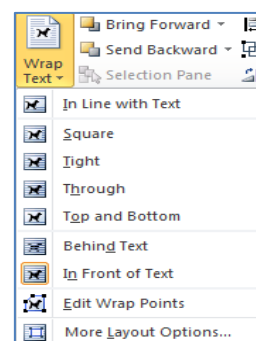 Bring Forward
Send Backward
Wrap Text
Selection Pane
In Line with Text
Square
Tight
Through
Top and Bottom
Behind Text
In Front of Text
Edit Wrap Points
More Layout Options...